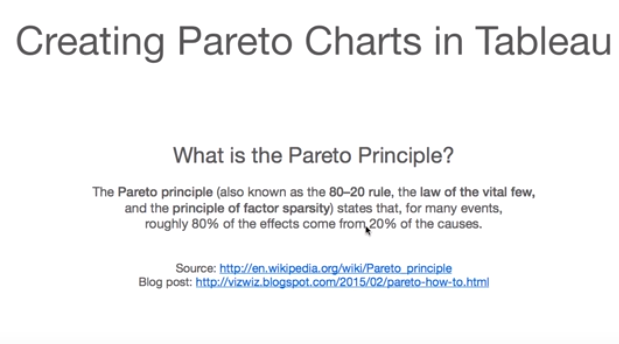 Creating Pareto Charts in Tableau
What is the Pareto Principle?
The Pareto principle (also known as the 80–20 rule, the law of the vital few,
and the principle of factor sparsity) states that, for many events,
roughly 80% of the effects come from 20% of the causes.
Source: http://en.wikipedia.org/wiki/Pareto_principle
Blog post: http://vizwiz.blogspot.com/2015/02/pareto-how-to.html